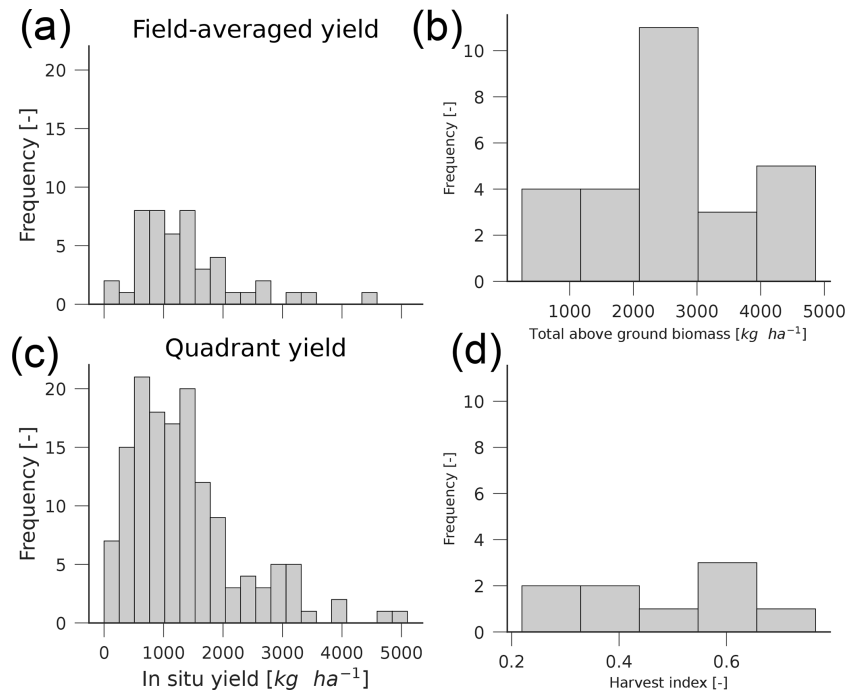 (a)
Field-averaged yield
Frequency [-]
20
15
10
5
0
(b)
Frequency [-]
10
8
6
4
2
0
1000 2000 3000 4000 5000
Total above ground biomass [kg ha⁻¹]
(c)
Quadrant yield
Frequency [-]
20
15
10
5
0
0 1000 2000 3000 4000 5000
In situ yield [kg ha⁻¹]
(d)
Frequency [-]
10
8
6
4
2
0
0.2 0.4 0.6
Harvest index [-]